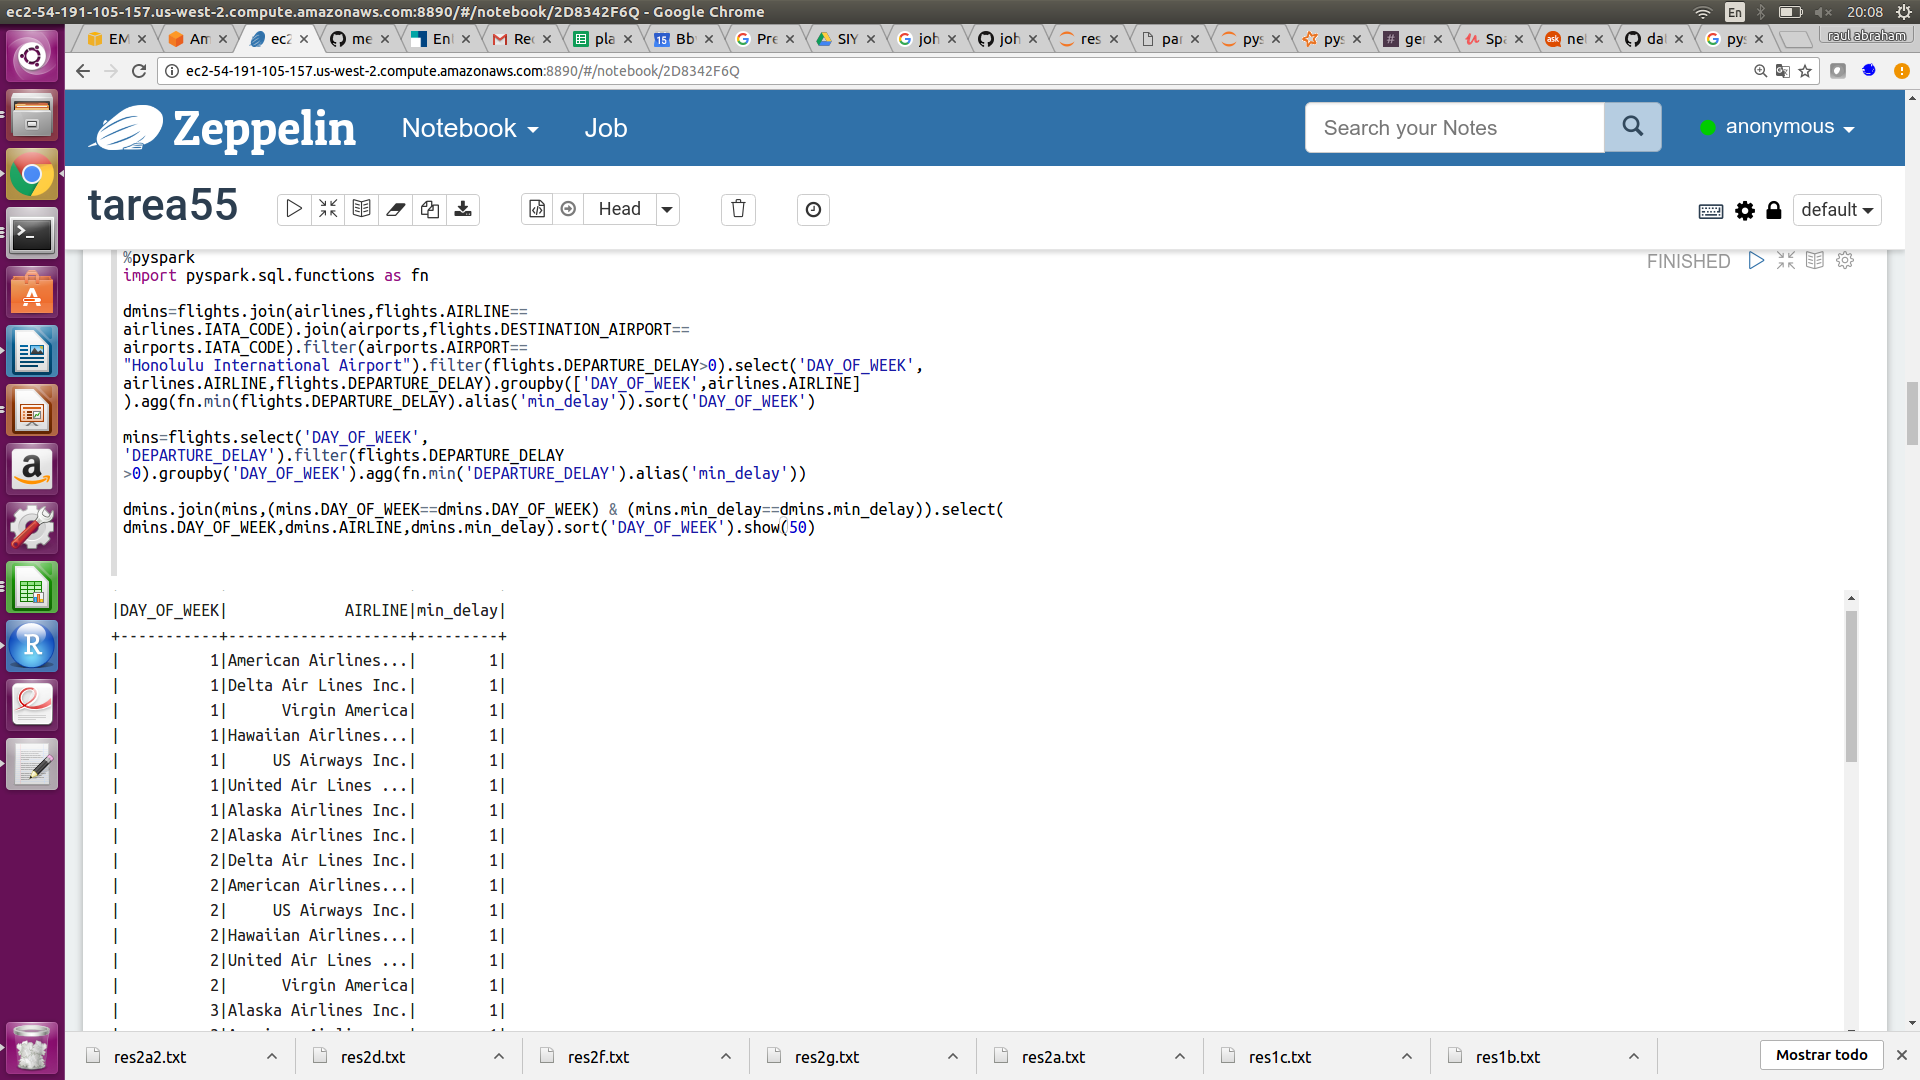 ec2-54-191-105-157.us-west-2.compute.amazonaws.com:8890/#/notebook/2D8342F6Q - Google Chrome
En
20:08
EM
Am
ec2
me
En
Rec
pla
15
Bb
Pre
SIY
joh
joh
res
pa
pys
pys
ger
Spa
ask
ne
da
pys
raul abraham
ec2-54-191-105-157.us-west-2.compute.amazonaws.com:8890/#/notebook/2D8342F6Q
Zeppelin
Notebook
Job
Search your Notes
anonymous
tarea55
Head
default
%pyspark
FINISHED
import pyspark.sql.functions as fn
dmins=flights.join(airlines,flights.AIRLINE==
airlines.IATA_CODE).join(airports,flights.DESTINATION_AIRPORT==
airports.IATA_CODE).filter(airports.AIRPORT==
"Honolulu International Airport").filter(flights.DEPARTURE_DELAY>0).select('DAY_OF_WEEK',
airlines.AIRLINE,flights.DEPARTURE_DELAY).groupby(['DAY_OF_WEEK',airlines.AIRLINE]
).agg(fn.min(flights.DEPARTURE_DELAY).alias('min_delay')).sort('DAY_OF_WEEK')
mins=flights.select('DAY_OF_WEEK',
'DEPARTURE_DELAY').filter(flights.DEPARTURE_DELAY
>0).groupby('DAY_OF_WEEK').agg(fn.min('DEPARTURE_DELAY').alias('min_delay'))
dmins.join(mins,(mins.DAY_OF_WEEK==dmins.DAY_OF_WEEK) & (mins.min_delay==dmins.min_delay)).select(
dmins.DAY_OF_WEEK,dmins.AIRLINE,dmins.min_delay).sort('DAY_OF_WEEK').show(50)
|DAY_OF_WEEK|             AIRLINE|min_delay|
+-----------+--------------------+---------+
|          1|American Airlines...|        1|
|          1|Delta Air Lines Inc.|        1|
|          1|      Virgin America|        1|
|          1|Hawaiian Airlines...|        1|
|          1|     US Airways Inc.|        1|
|          1|United Air Lines ...|        1|
|          1|Alaska Airlines Inc.|        1|
|          2|Alaska Airlines Inc.|        1|
|          2|Delta Air Lines Inc.|        1|
|          2|American Airlines...|        1|
|          2|     US Airways Inc.|        1|
|          2|Hawaiian Airlines...|        1|
|          2|United Air Lines ...|        1|
|          2|      Virgin America|        1|
|          3|Alaska Airlines Inc.|        1|
res2a2.txt
res2d.txt
res2f.txt
res2g.txt
res2a.txt
res1c.txt
res1b.txt
Mostrar todo